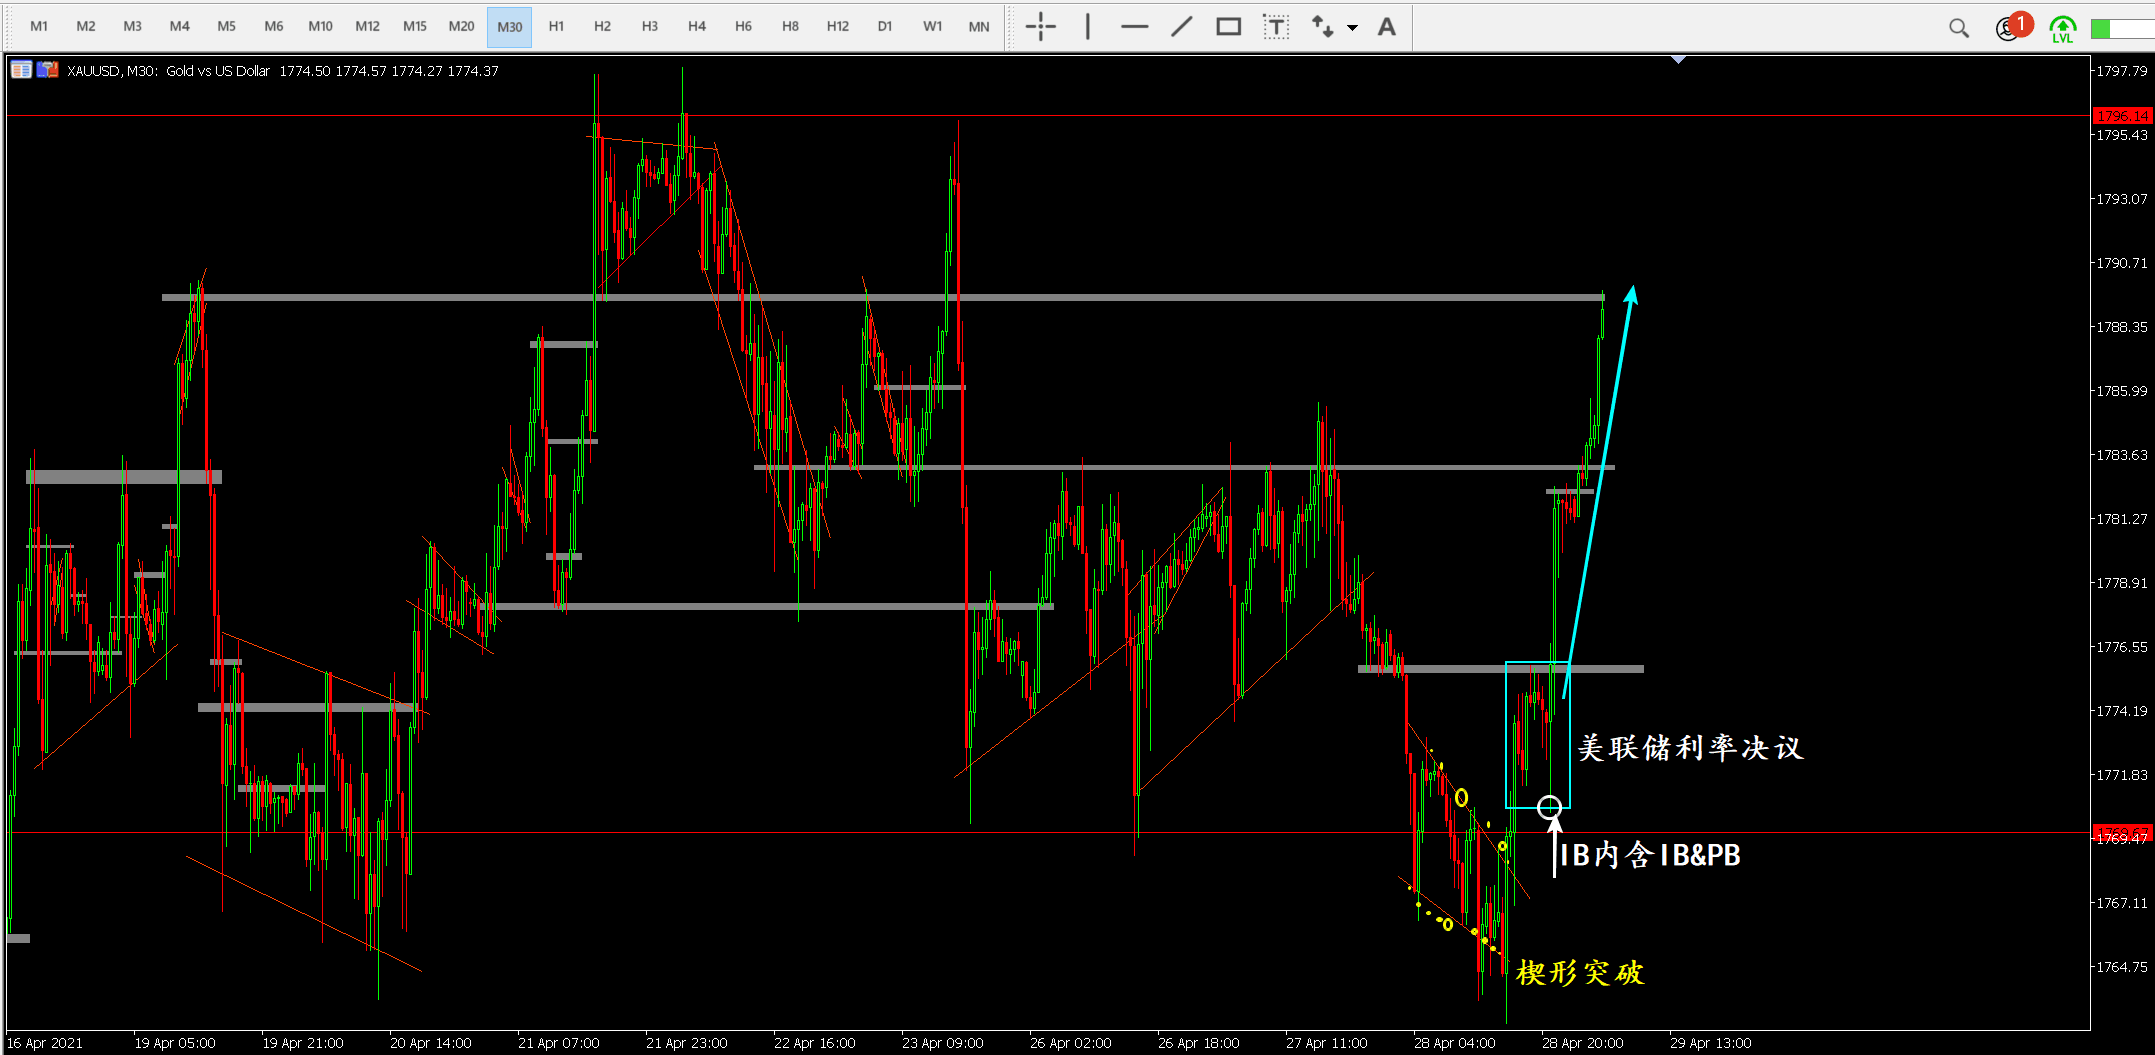 M1 M2 M3 M4 M5 M6 M10 M12 M15 M20 M30 H1 H2 H3 H4 H6 H8 H12 D1 W1 MN T A 1 LVL
XAUUSD, M30: Gold vs US Dollar 1774.50 1774.57 1774.27 1774.37
1797.79
1796.14
1795.43
1793.07
1790.71
1788.35
1785.99
1783.63
1781.27
1778.91
1776.55
1774.19
美联储利率决议
1771.83
1769.47
IB内含IB&PB
1767.11
楔形突破
1764.75
16 Apr 2021 19 Apr 05:00 19 Apr 21:00 20 Apr 14:00 21 Apr 07:00 21 Apr 23:00 22 Apr 16:00 23 Apr 09:00 26 Apr 02:00 26 Apr 18:00 27 Apr 11:00 28 Apr 04:00 28 Apr 20:00 29 Apr 13:00